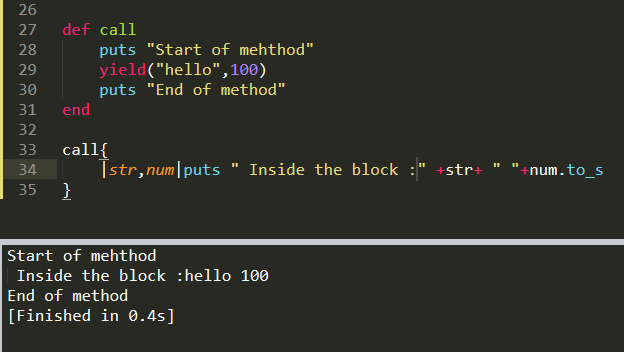 26
27 def call
28 puts "Start of mehthod"
29 yield("hello",100)
30 puts "End of method"
31 end
32
33 call{
34 |str,num|puts " Inside the block :" +str+ " "+num.to_s
35 }
Start of mehthod
Inside the block :hello 100
End of method
[Finished in 0.4s]